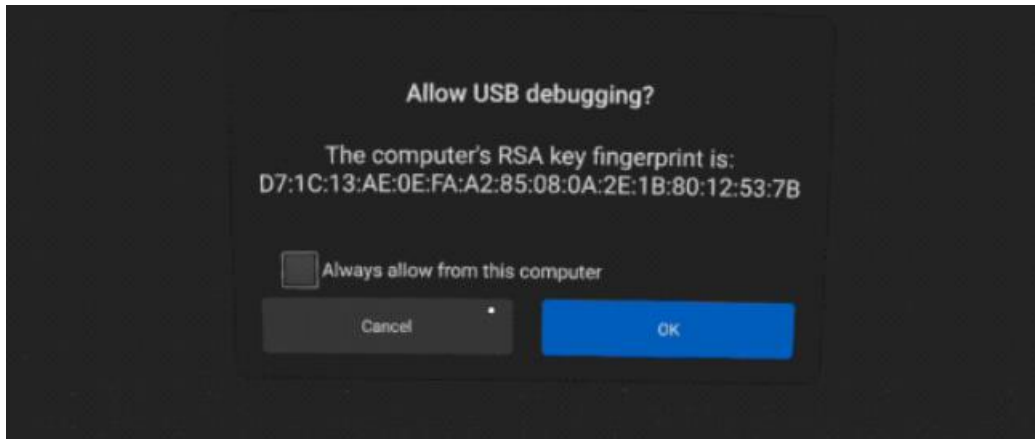 Allow USB debugging?
The computer's RSA key fingerprint is:
D7:1C:13:AE:0E:FA:A2:85:08:0A:2E:1B:80:12:53:7B
Always allow from this computer
Cancel
OK